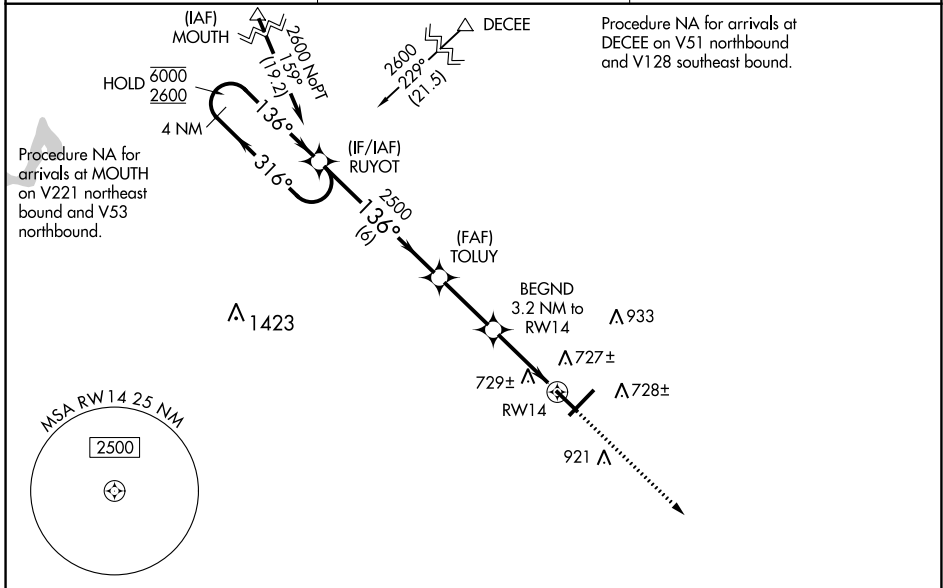 (IAF)
MOUTH
2600 NoPT
159°
(19.2)
DECEE
2600
229°
(21.5)
Procedure NA for arrivals at
DECEE on V51 northbound
and V128 southeast bound.
HOLD 6000
2600
4 NM
136°
316°
(IF/IAF)
RUYOT
Procedure NA for
arrivals at MOUTH
on V221 northeast
bound and V53
northbound.
2500
136°
(6)
(FAF)
TOLUY
BEGND
3.2 NM to
RW14
1423
933
727±
729±
728±
RW14
921
MSA RW14 25 NM
2500